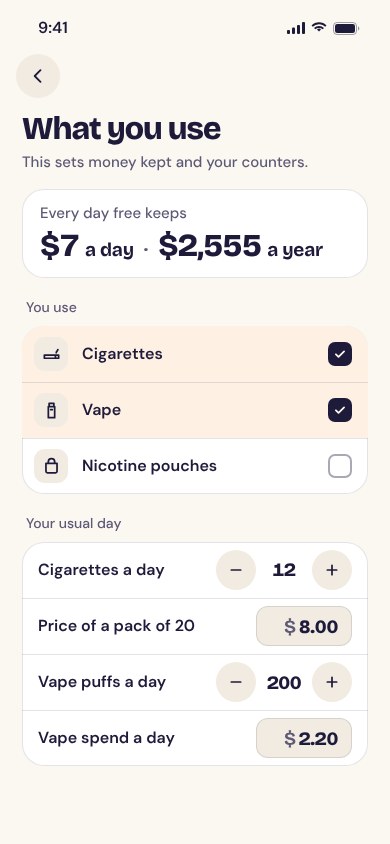 9:41
What you use
This sets money kept and your counters.
Every day free keeps
$7 a day · $2,555 a year
You use
Cigarettes
Vape
Nicotine pouches
Your usual day
Cigarettes a day − 12 +
Price of a pack of 20 $ 8.00
Vape puffs a day − 200 +
Vape spend a day $ 2.20